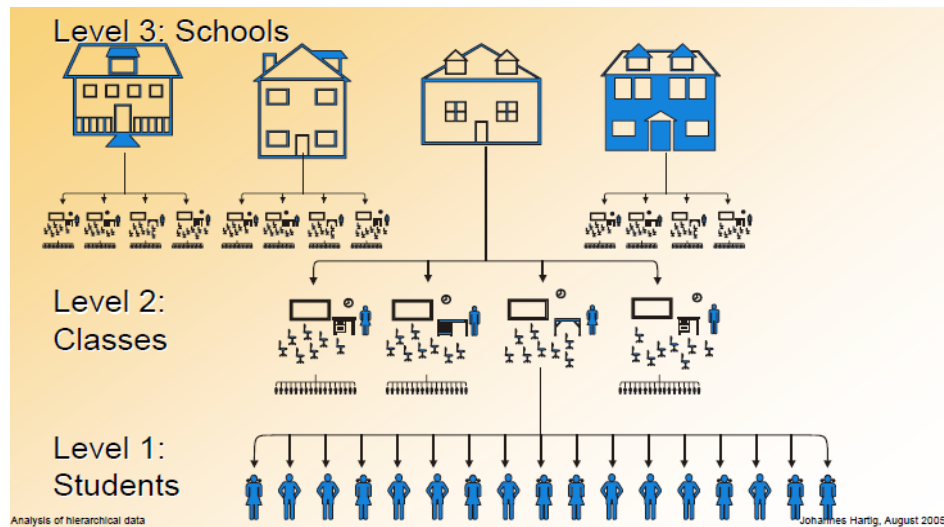 Level 3: Schools
Level 2:
Classes
Level 1:
Students
Analysis of hierarchical data
Johannes Hartig, August 2005